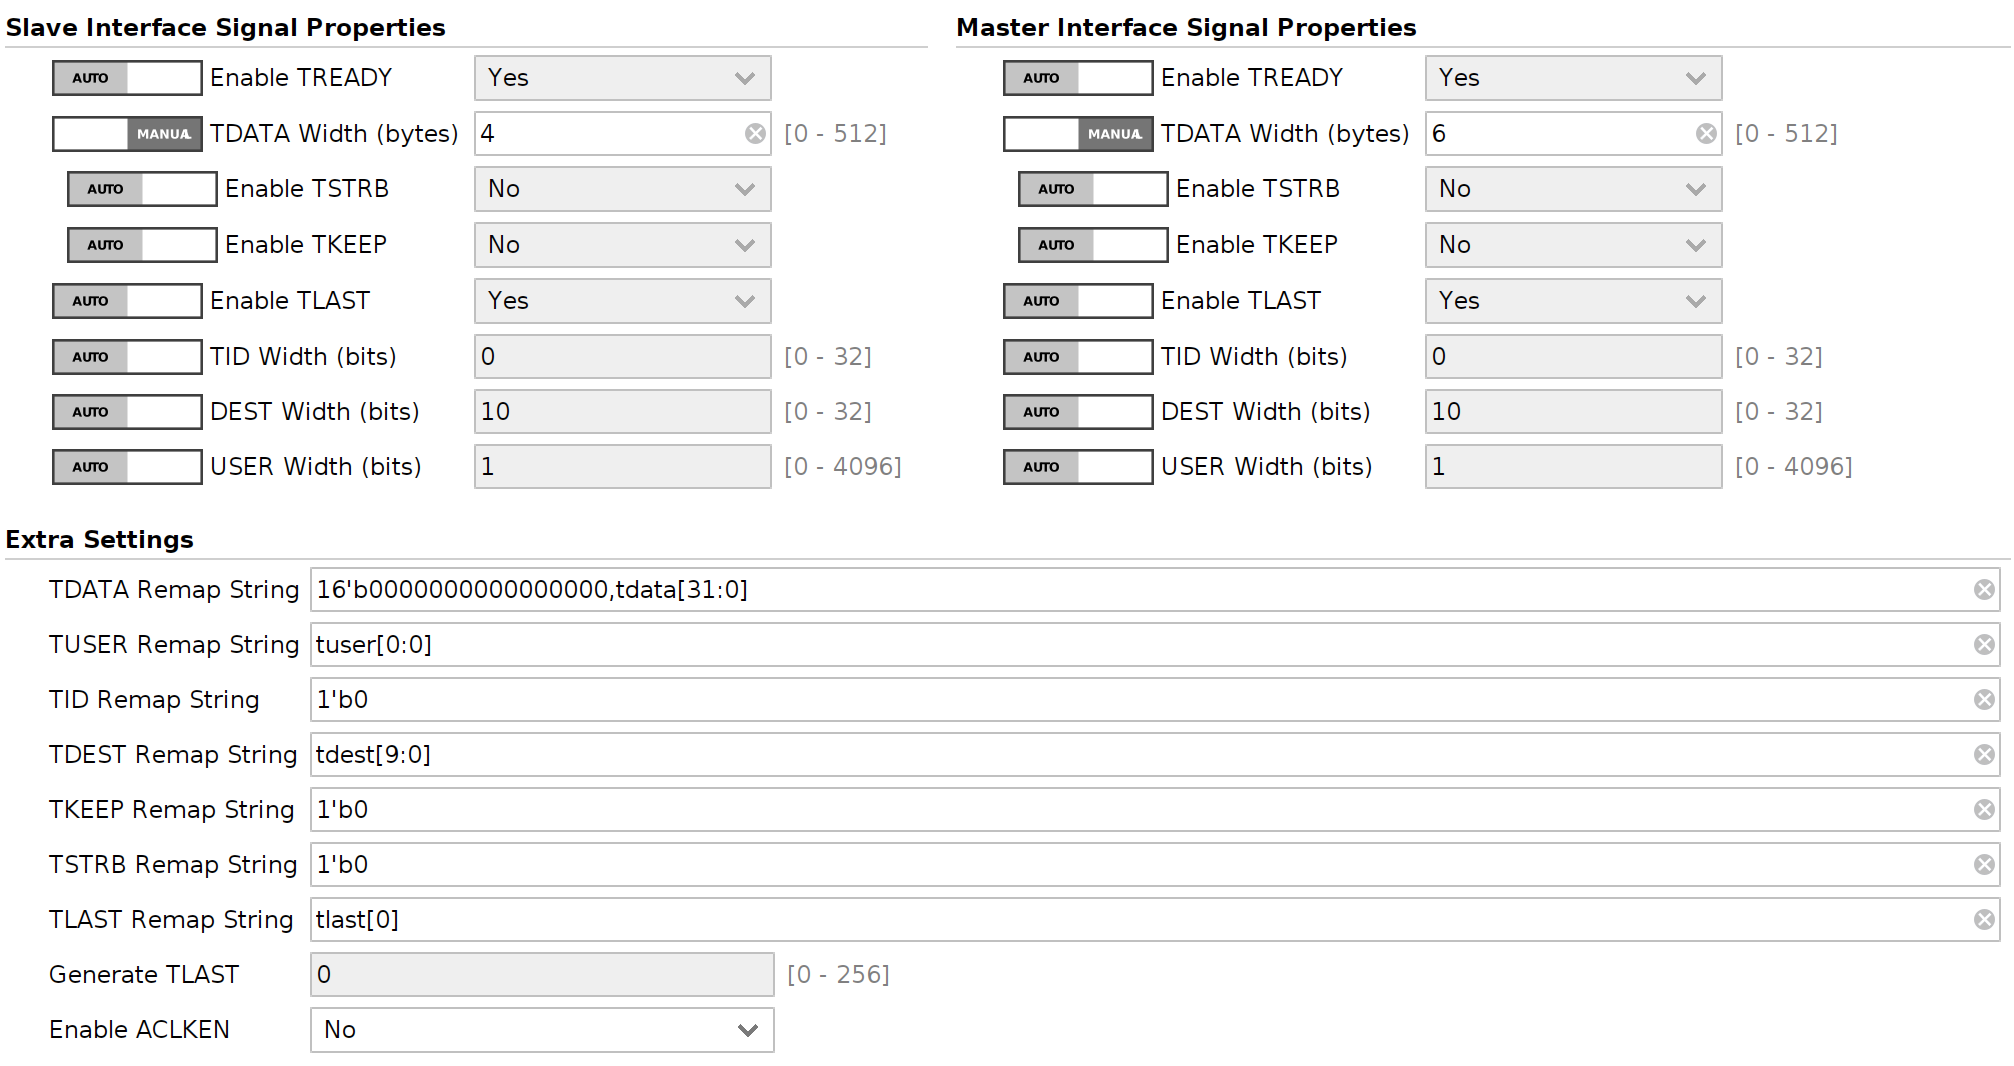 Slave Interface Signal Properties
AUTO Enable TREADY Yes
MANUAL TDATA Width (bytes) 4 [0 - 512]
AUTO Enable TSTRB No
AUTO Enable TKEEP No
AUTO Enable TLAST Yes
AUTO TID Width (bits) 0 [0 - 32]
AUTO DEST Width (bits) 10 [0 - 32]
AUTO USER Width (bits) 1 [0 - 4096]
Master Interface Signal Properties
AUTO Enable TREADY Yes
MANUAL TDATA Width (bytes) 6 [0 - 512]
AUTO Enable TSTRB No
AUTO Enable TKEEP No
AUTO Enable TLAST Yes
AUTO TID Width (bits) 0 [0 - 32]
AUTO DEST Width (bits) 10 [0 - 32]
AUTO USER Width (bits) 1 [0 - 4096]
Extra Settings
TDATA Remap String 16'b0000000000000000,tdata[31:0]
TUSER Remap String tuser[0:0]
TID Remap String 1'b0
TDEST Remap String tdest[9:0]
TKEEP Remap String 1'b0
TSTRB Remap String 1'b0
TLAST Remap String tlast[0]
Generate TLAST 0 [0 - 256]
Enable ACLKEN No